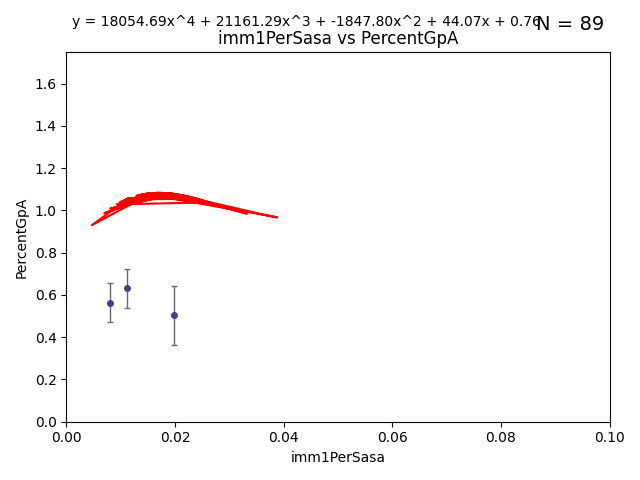 y = 18054.69x^4 + 21161.29x^3 + -1847.80x^2 + 44.07x + 0.76
N = 89
imm1PerSasa vs PercentGpA
1.6
1.4
1.2
1.0
0.8
0.6
0.4
0.2
0.0
PercentGpA
0.00 0.02 0.04 0.06 0.08 0.10
imm1PerSasa